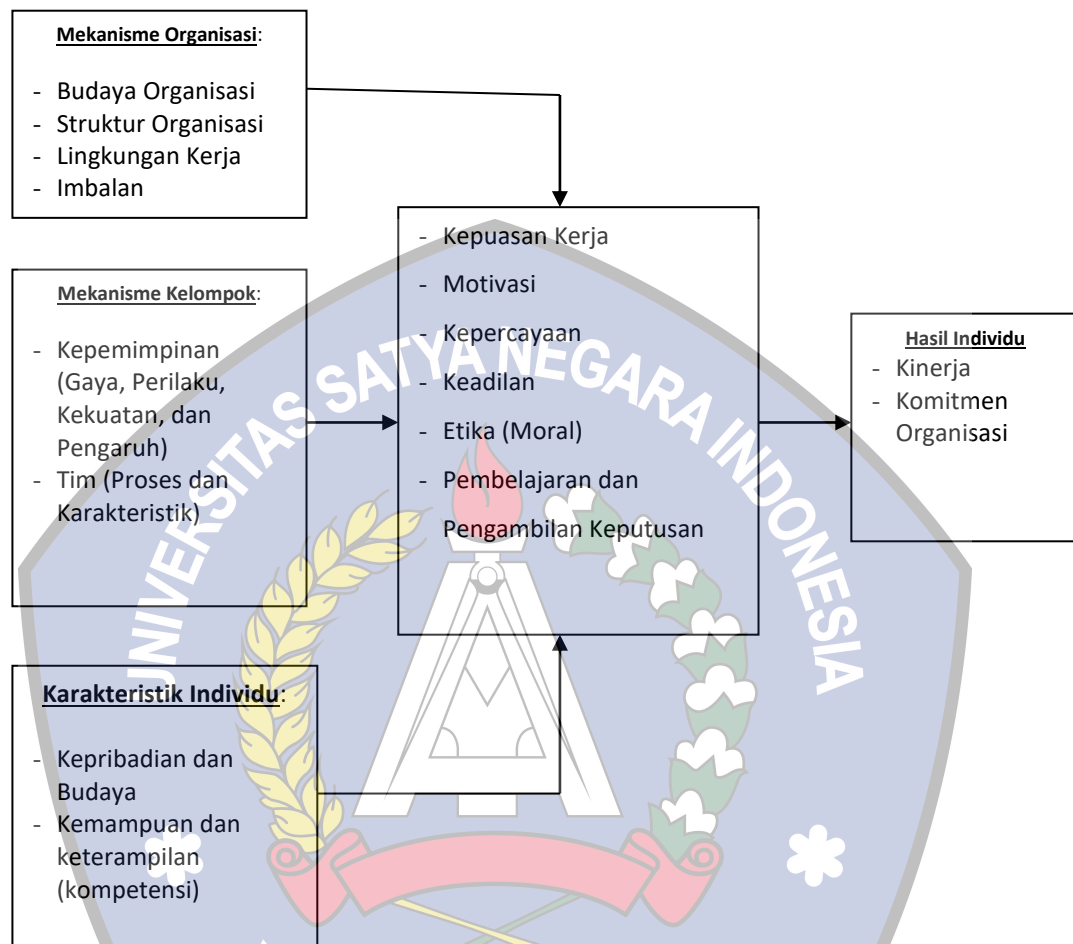 Mekanisme Organisasi:
- Budaya Organisasi
- Struktur Organisasi
- Lingkungan Kerja
- Imbalan
Mekanisme Kelompok:
- Kepemimpinan
(Gaya, Perilaku,
Kekuatan, dan
Pengaruh)
- Tim (Proses dan
Karakteristik)
Karakteristik Individu:
- Kepribadian dan
Budaya
- Kemampuan dan
keterampilan
(kompetensi)
- Kepuasan Kerja
- Motivasi
- Kepercayaan
- Keadilan
- Etika (Moral)
- Pembelajaran dan
Pengambilan Keputusan
Hasil Individu
- Kinerja
- Komitmen
Organisasi
UNIVERSITAS SATYA NEGARA INDONESIA